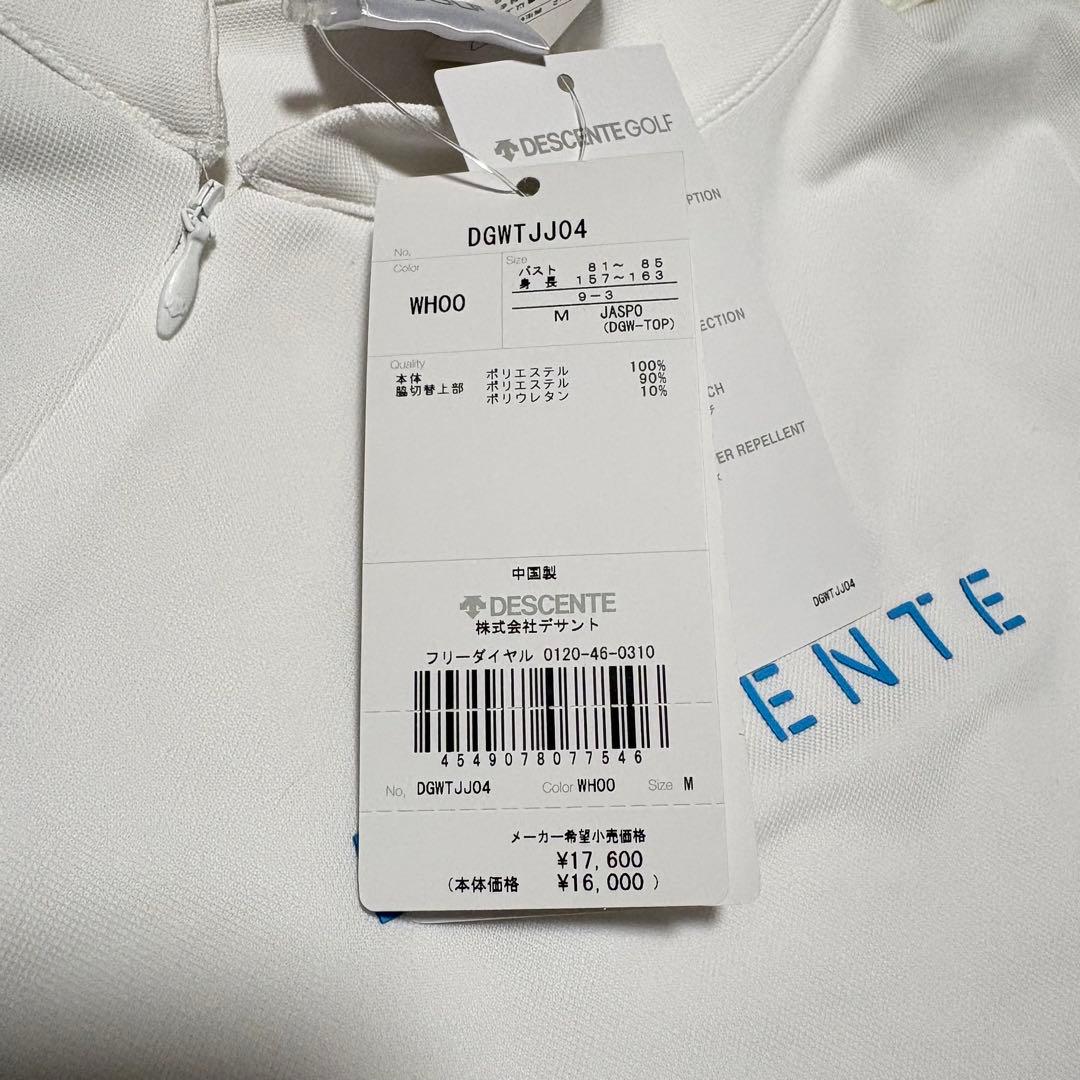 DESCENTEGOLF
PTION
ECTION
CH
ER REPELLENT
DGWTJJ04
No, DGWTJJ04
Color WH00
Size
バスト 81～ 85
身 長 157～163
9－3
M JASPO
(DGW-TOP)
Quality
本体 ポリエステル 100%
脇切替上部 ポリエステル 90%
ポリウレタン 10%
中国製
DESCENTE
株式会社デサント
フリーダイヤル 0120-46-0310
4549078077546
No, DGWTJJ04 Color WH00 Size M
メーカー希望小売価格
¥17,600
(本体価格 ¥16,000)
ENTE